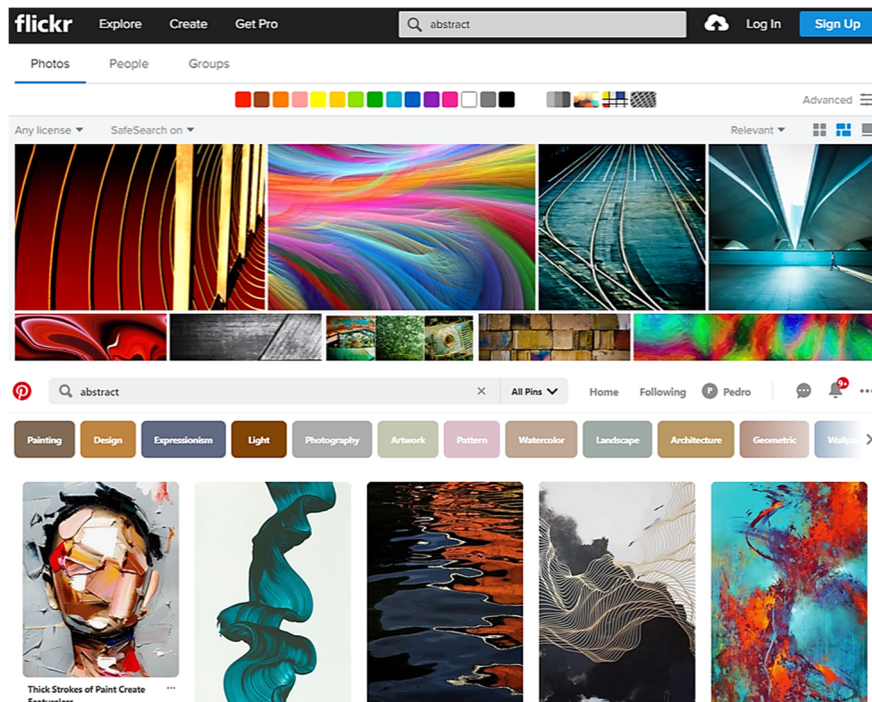 flickr Explore Create Get Pro abstract Log In Sign Up
Photos People Groups
Advanced
Any license SafeSearch on Relevant
abstract All Pins Home Following P Pedro 9+
Painting Design Expressionism Light Photography Artwork Pattern Watercolor Landscape Architecture Geometric
Thick Strokes of Paint Create